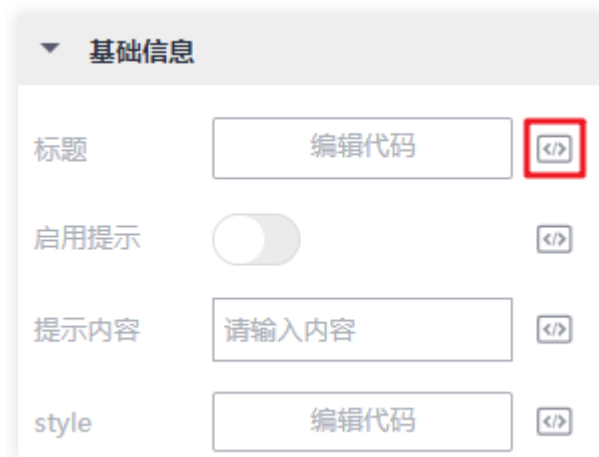 基础信息
标题 编辑代码 </>
启用提示 </>
提示内容 请输入内容 </>
style 编辑代码 </>